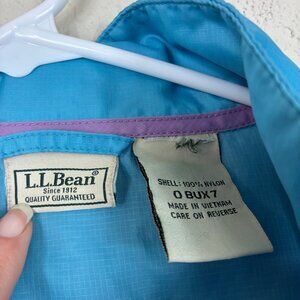 L.L.Bean®
Since 1912
QUALITY GUARANTEED
SHELL: 100% NYLON
0 BUX7
MADE IN VIETNAM
CARE ON REVERSE